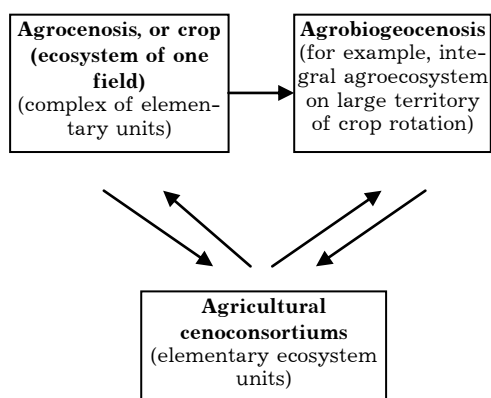 Agrocenosis, or crop
(ecosystem of one
field)
(complex of elemen-
tary units)
Agrobiogeocenosis
(for example, inte-
gral agroecosystem
on large territory
of crop rotation)
Agricultural
cenoconsortiums
(elementary ecosystem
units)